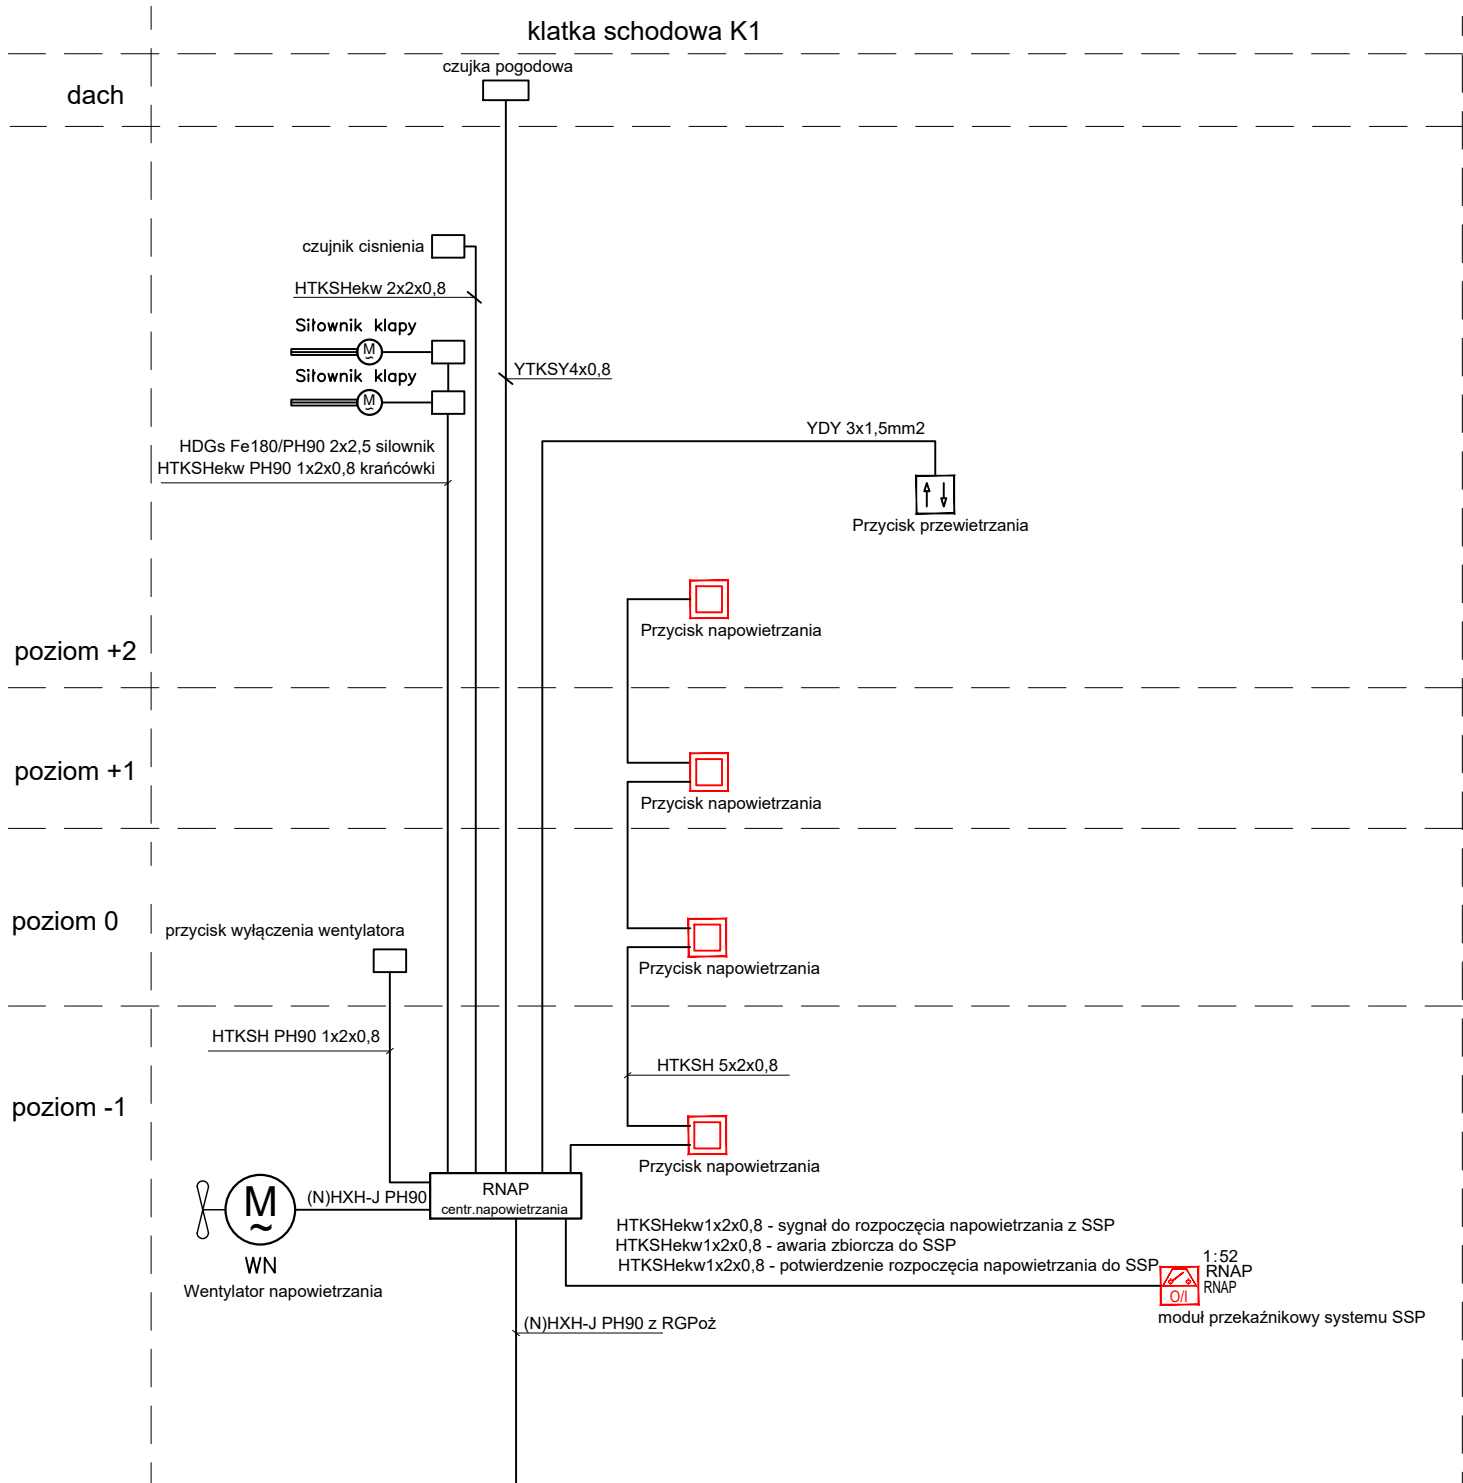 klatka schodowa K1
czujka pogodowa
dach
czujnik cisnienia
HTKSHekw 2x2x0,8
Siłownik klapy
M
~
YTKSY4x0,8
Siłownik klapy
M
~
YDY 3x1,5mm2
HDGs Fe180/PH90 2x2,5 silownik
HTKSHekw PH90 1x2x0,8 krańcówki
Przycisk przewietrzania
Przycisk napowietrzania
poziom +2
poziom +1
Przycisk napowietrzania
poziom 0
przycisk wyłączenia wentylatora
Przycisk napowietrzania
HTKSH PH90 1x2x0,8
HTKSH 5x2x0,8
poziom -1
Przycisk napowietrzania
M
~
(N)HXH-J PH90
RNAP
centr.napowietrzania
WN
Wentylator napowietrzania
HTKSHekw1x2x0,8 - sygnał do rozpoczęcia napowietrzania z SSP
HTKSHekw1x2x0,8 - awaria zbiorcza do SSP
HTKSHekw1x2x0,8 - potwierdzenie rozpoczęcia napowietrzania do SSP
1:52
RNAP
RNAP
O/I
moduł przekaźnikowy systemu SSP
(N)HXH-J PH90 z RGPoż